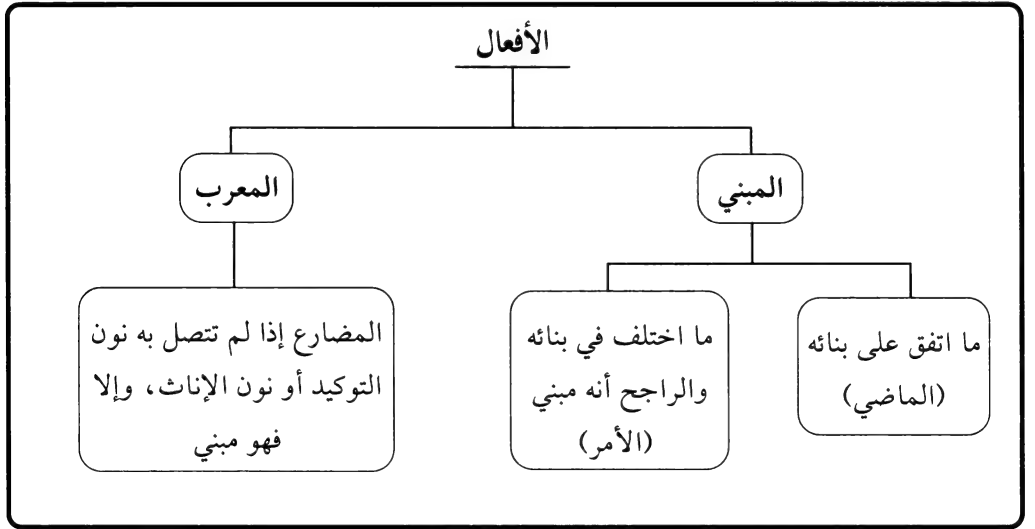 الأفعال
المبني
المعرب
ما اتفق على بنائه
(الماضي)
ما اختلف في بنائه
والراجح أنه مبني
(الأمر)
المضارع إذا لم تتصل به نون
التوكيد أو نون الإناث، وإلا
فهو مبني